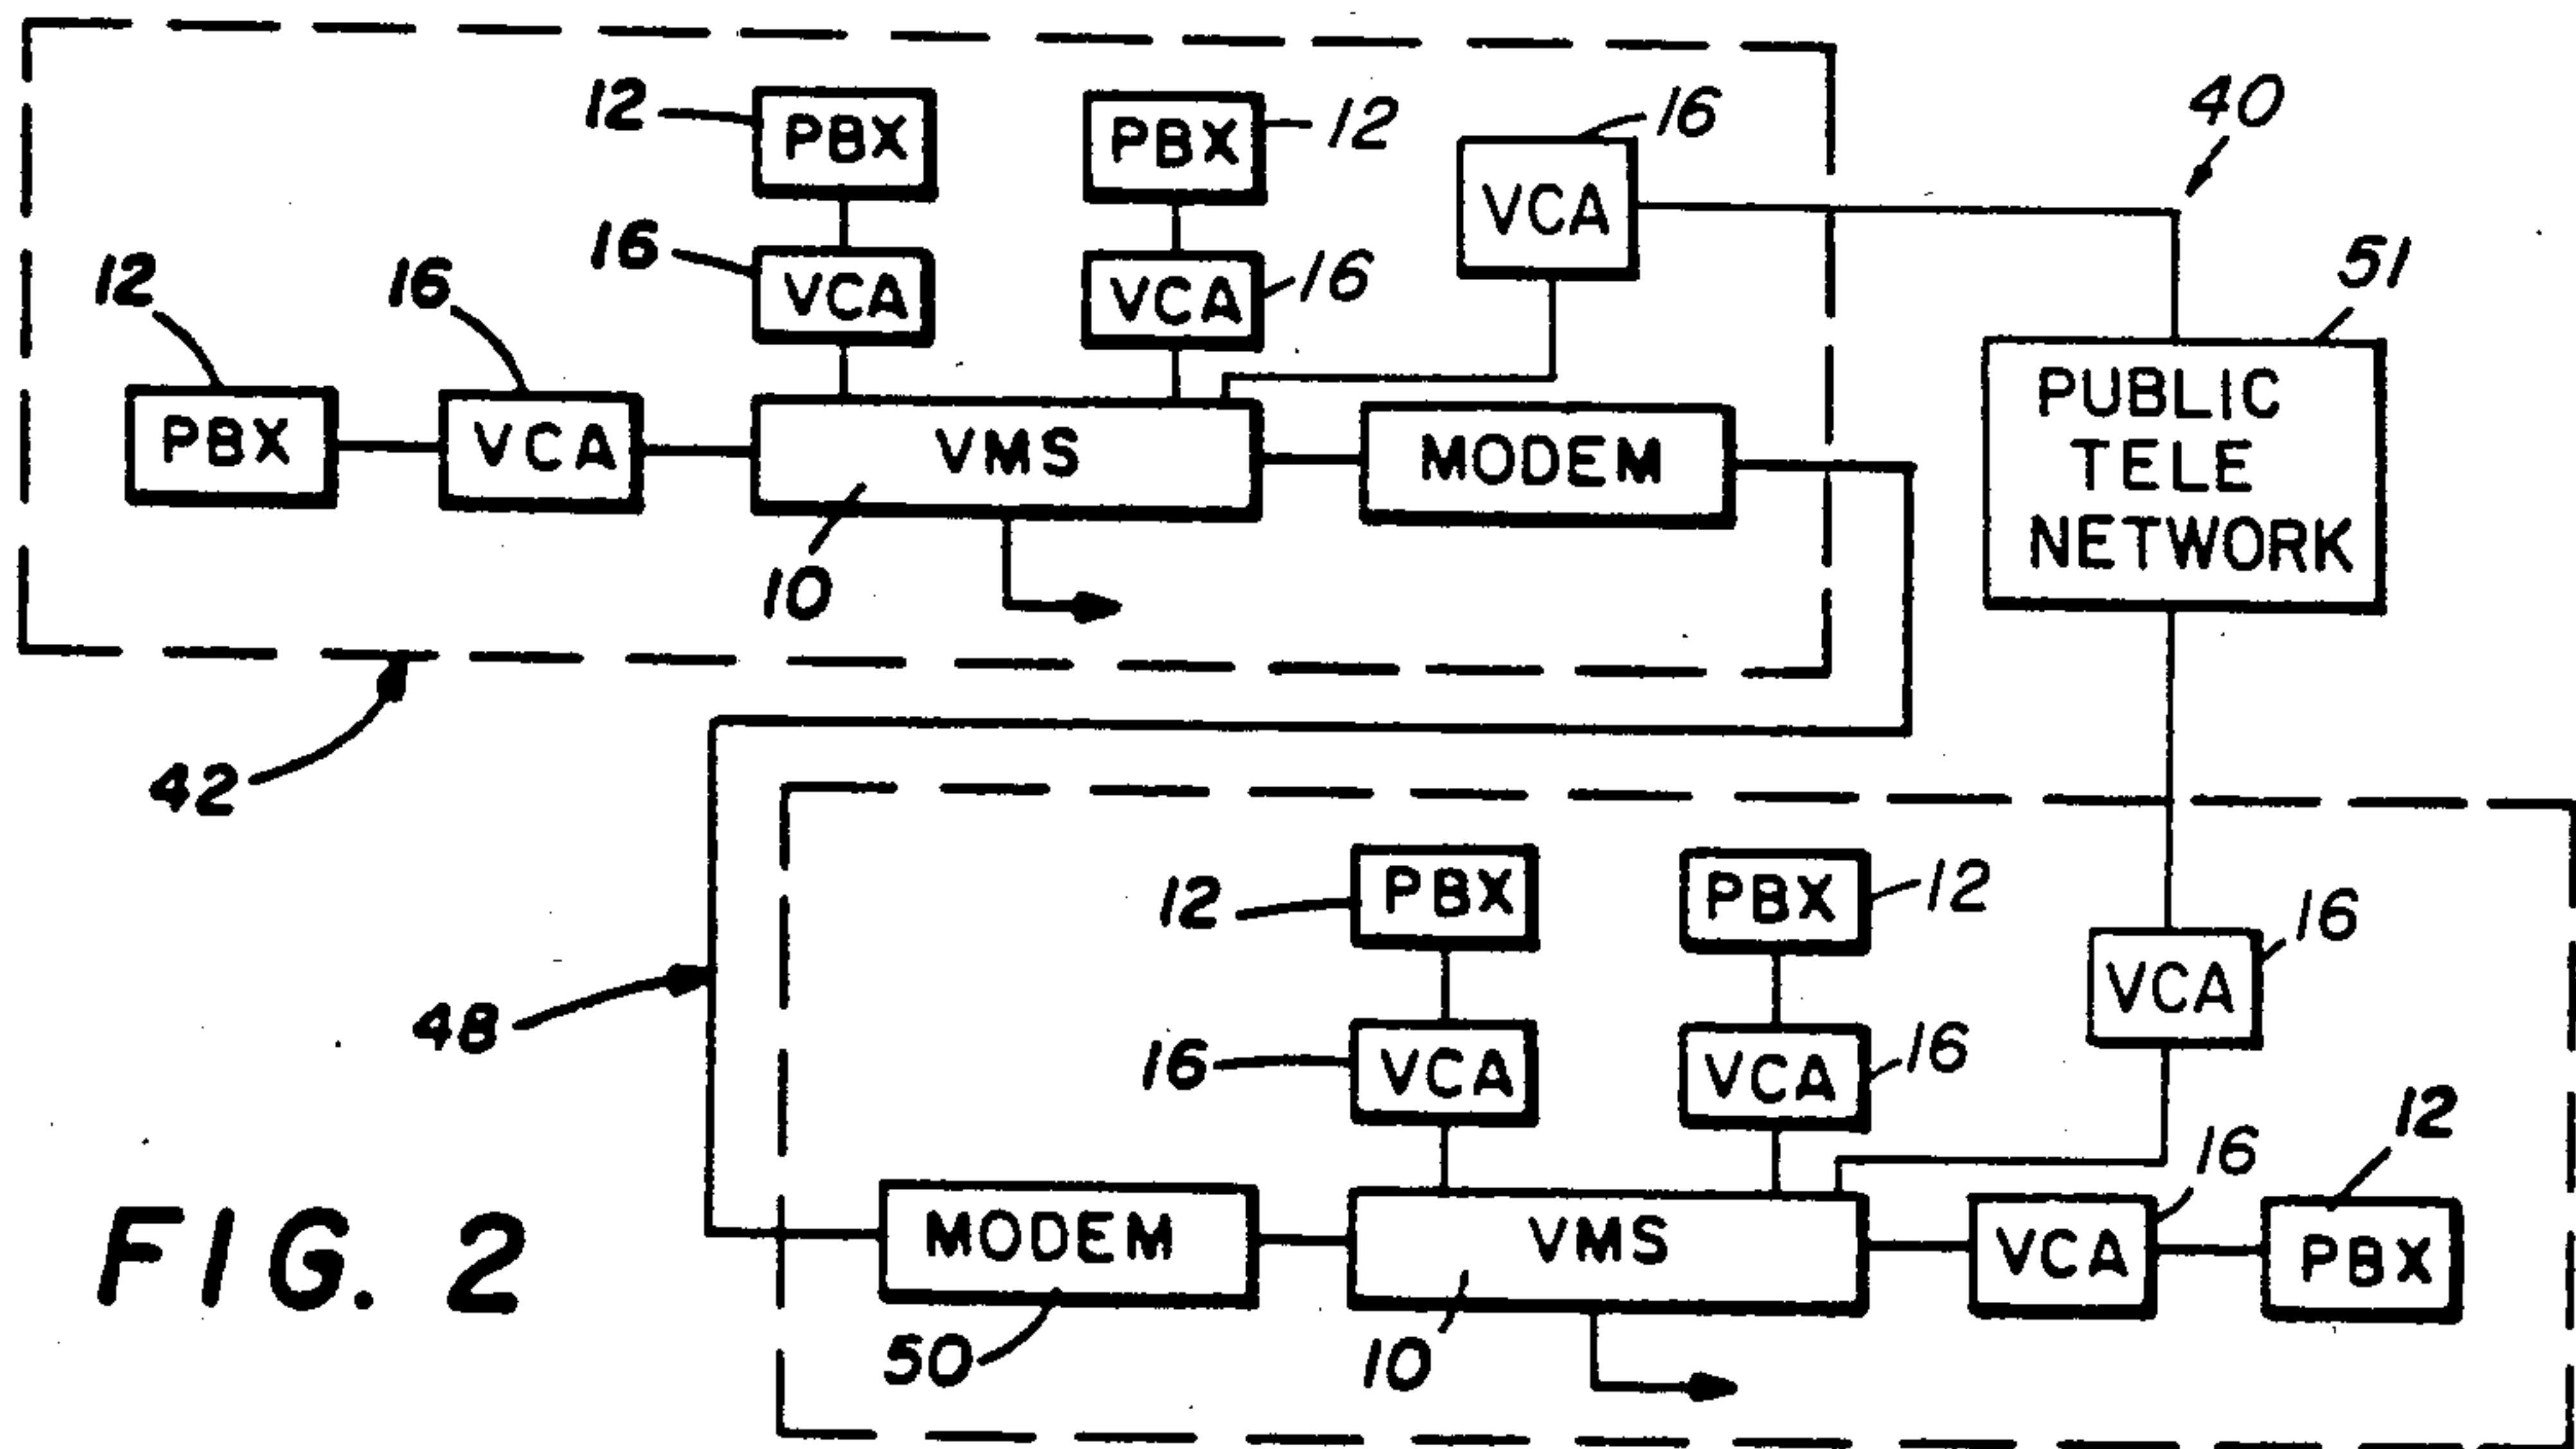 40
12 PBX PBX 12 16
VCA
16 VCA VCA 16
51
12 16
PUBLIC
TELE
NETWORK
PBX VCA VMS MODEM
10
42
12 PBX PBX 12 16
VCA
48
16 VCA VCA 16
12
16
MODEM VMS VCA PBX
50 10
FIG. 2